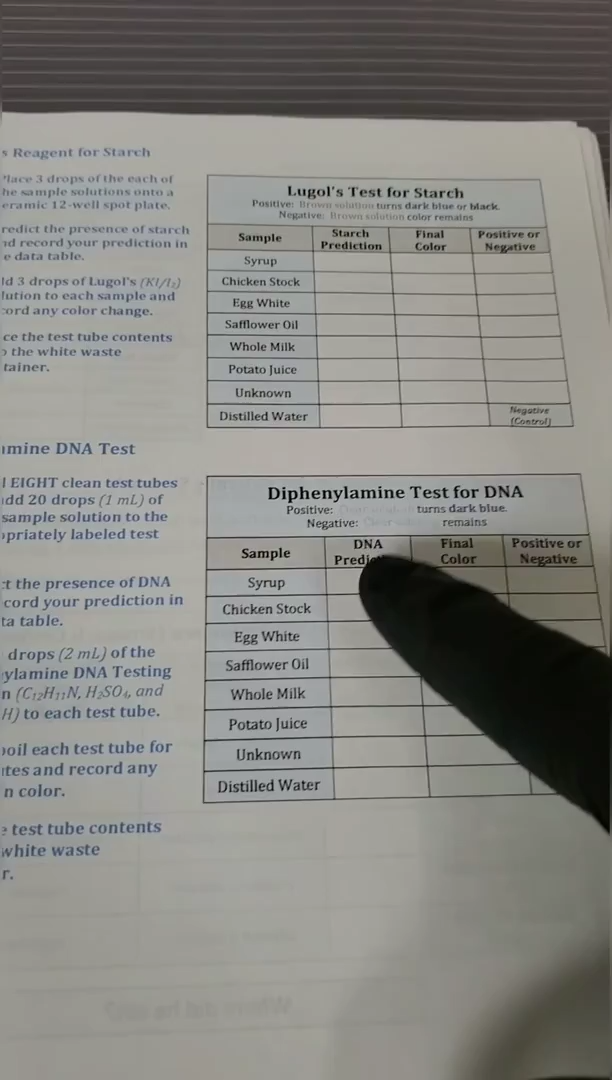 s Reagent for Starch
lace 3 drops of the each of
he sample solutions onto a
eramic 12-well spot plate.
redict the presence of starch
nd record your prediction in
e data table.
ld 3 drops of Lugol's (KI/I₂)
lution to each sample and
cord any color change.
ce the test tube contents
o the white waste
tainer.
Lugol's Test for Starch
Positive: Brown solution turns dark blue or black.
Negative: Brown solution color remains
Sample Starch Prediction Final Color Positive or Negative
Syrup
Chicken Stock
Egg White
Safflower Oil
Whole Milk
Potato Juice
Unknown
Distilled Water Negative (Control)
mine DNA Test
l EIGHT clean test tubes
dd 20 drops (1 mL) of
sample solution to the
priately labeled test
t the presence of DNA
cord your prediction in
ta table.
drops (2 mL) of the
ylamine DNA Testing
n (C₁₂H₁₁N, H₂SO₄, and
H) to each test tube.
oil each test tube for
tes and record any
n color.
e test tube contents
white waste
r.
Diphenylamine Test for DNA
Positive: turns dark blue.
Negative: remains
Sample DNA Predic Final Color Positive or Negative
Syrup
Chicken Stock
Egg White
Safflower Oil
Whole Milk
Potato Juice
Unknown
Distilled Water